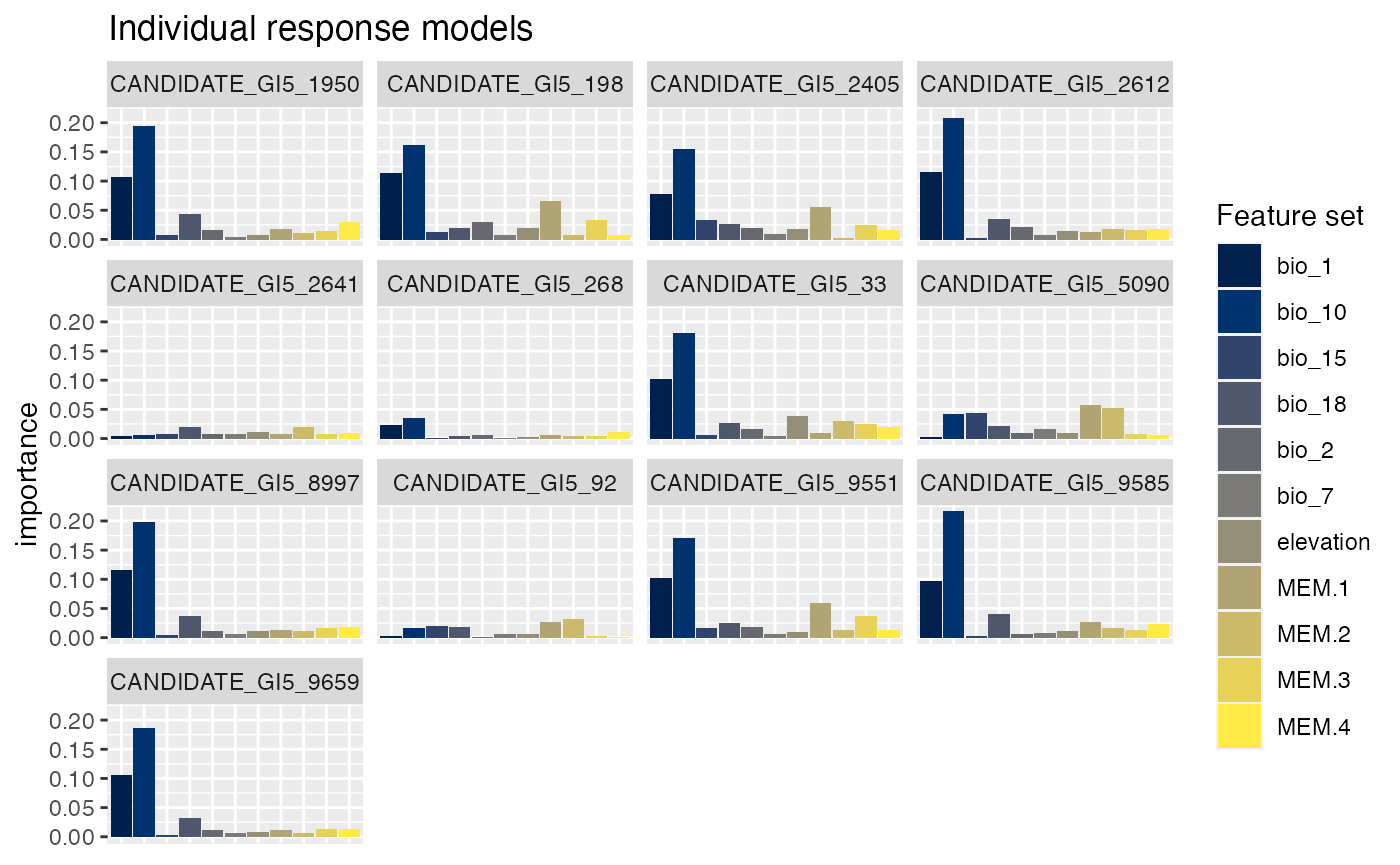 Individual response models
CANDIDATE_GI5_1950 CANDIDATE_GI5_198 CANDIDATE_GI5_2405 CANDIDATE_GI5_2612
0.20
0.15
0.10
0.05
0.00
CANDIDATE_GI5_2641 CANDIDATE_GI5_268 CANDIDATE_GI5_33 CANDIDATE_GI5_5090
0.20
0.15
0.10
0.05
0.00
CANDIDATE_GI5_8997 CANDIDATE_GI5_92 CANDIDATE_GI5_9551 CANDIDATE_GI5_9585
0.20
0.15
0.10
0.05
0.00
CANDIDATE_GI5_9659
0.20
0.15
0.10
0.05
0.00
importance
Feature set
bio_1
bio_10
bio_15
bio_18
bio_2
bio_7
elevation
MEM.1
MEM.2
MEM.3
MEM.4